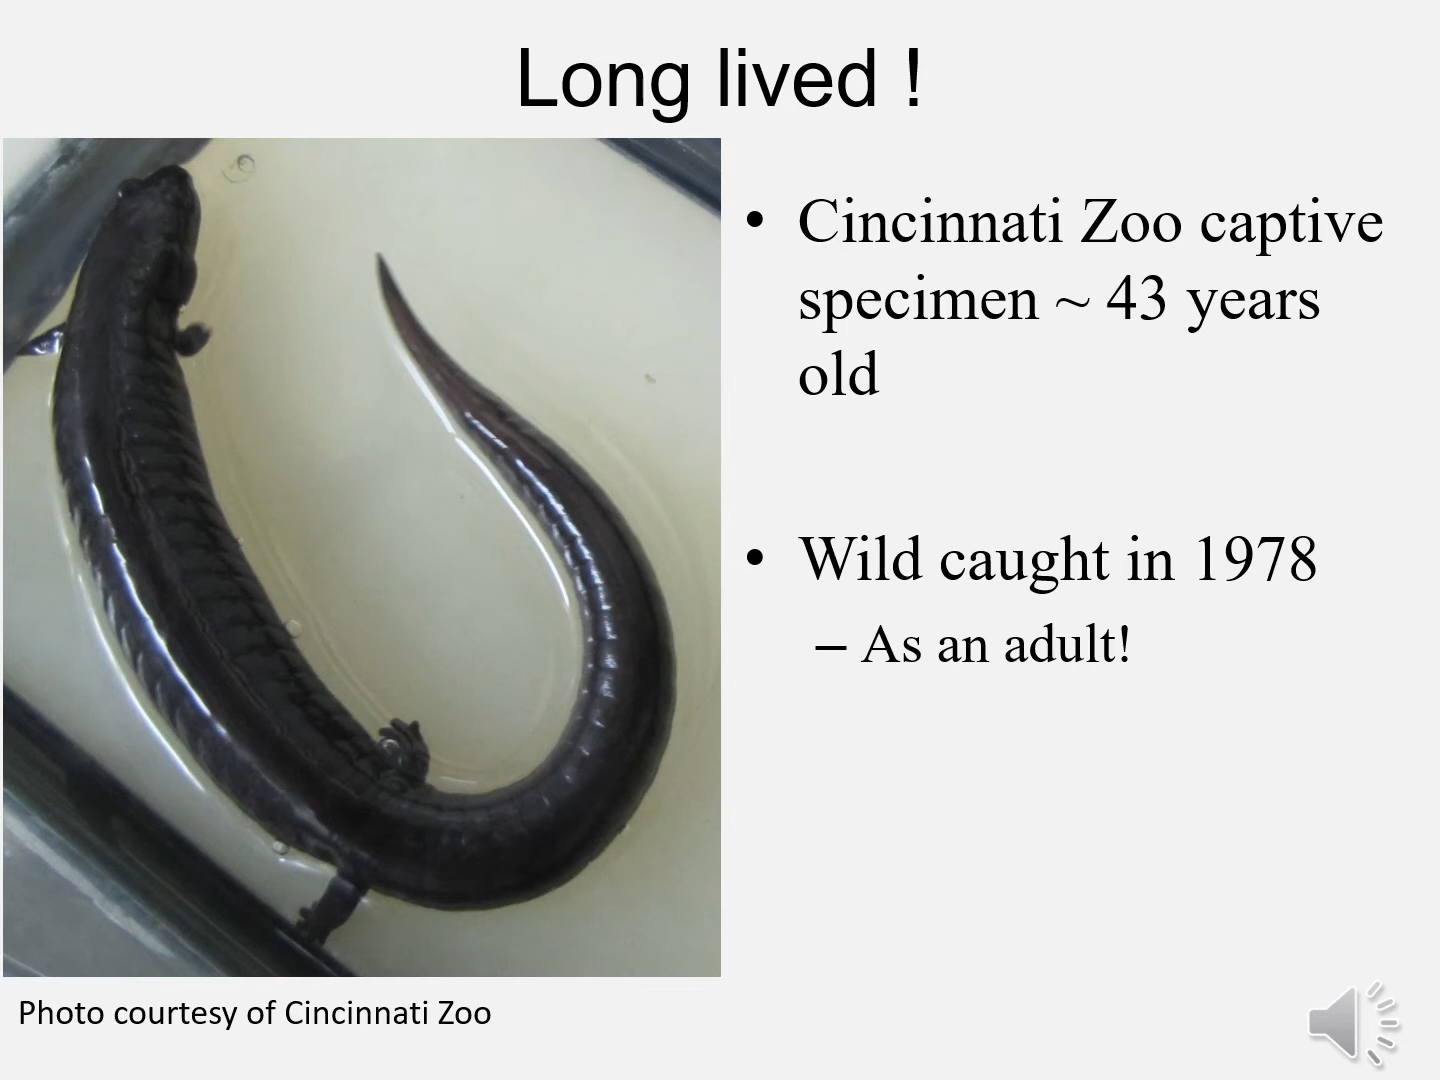 Long lived !
• Cincinnati Zoo captive
specimen ~ 43 years
old
• Wild caught in 1978
– As an adult!
Photo courtesy of Cincinnati Zoo